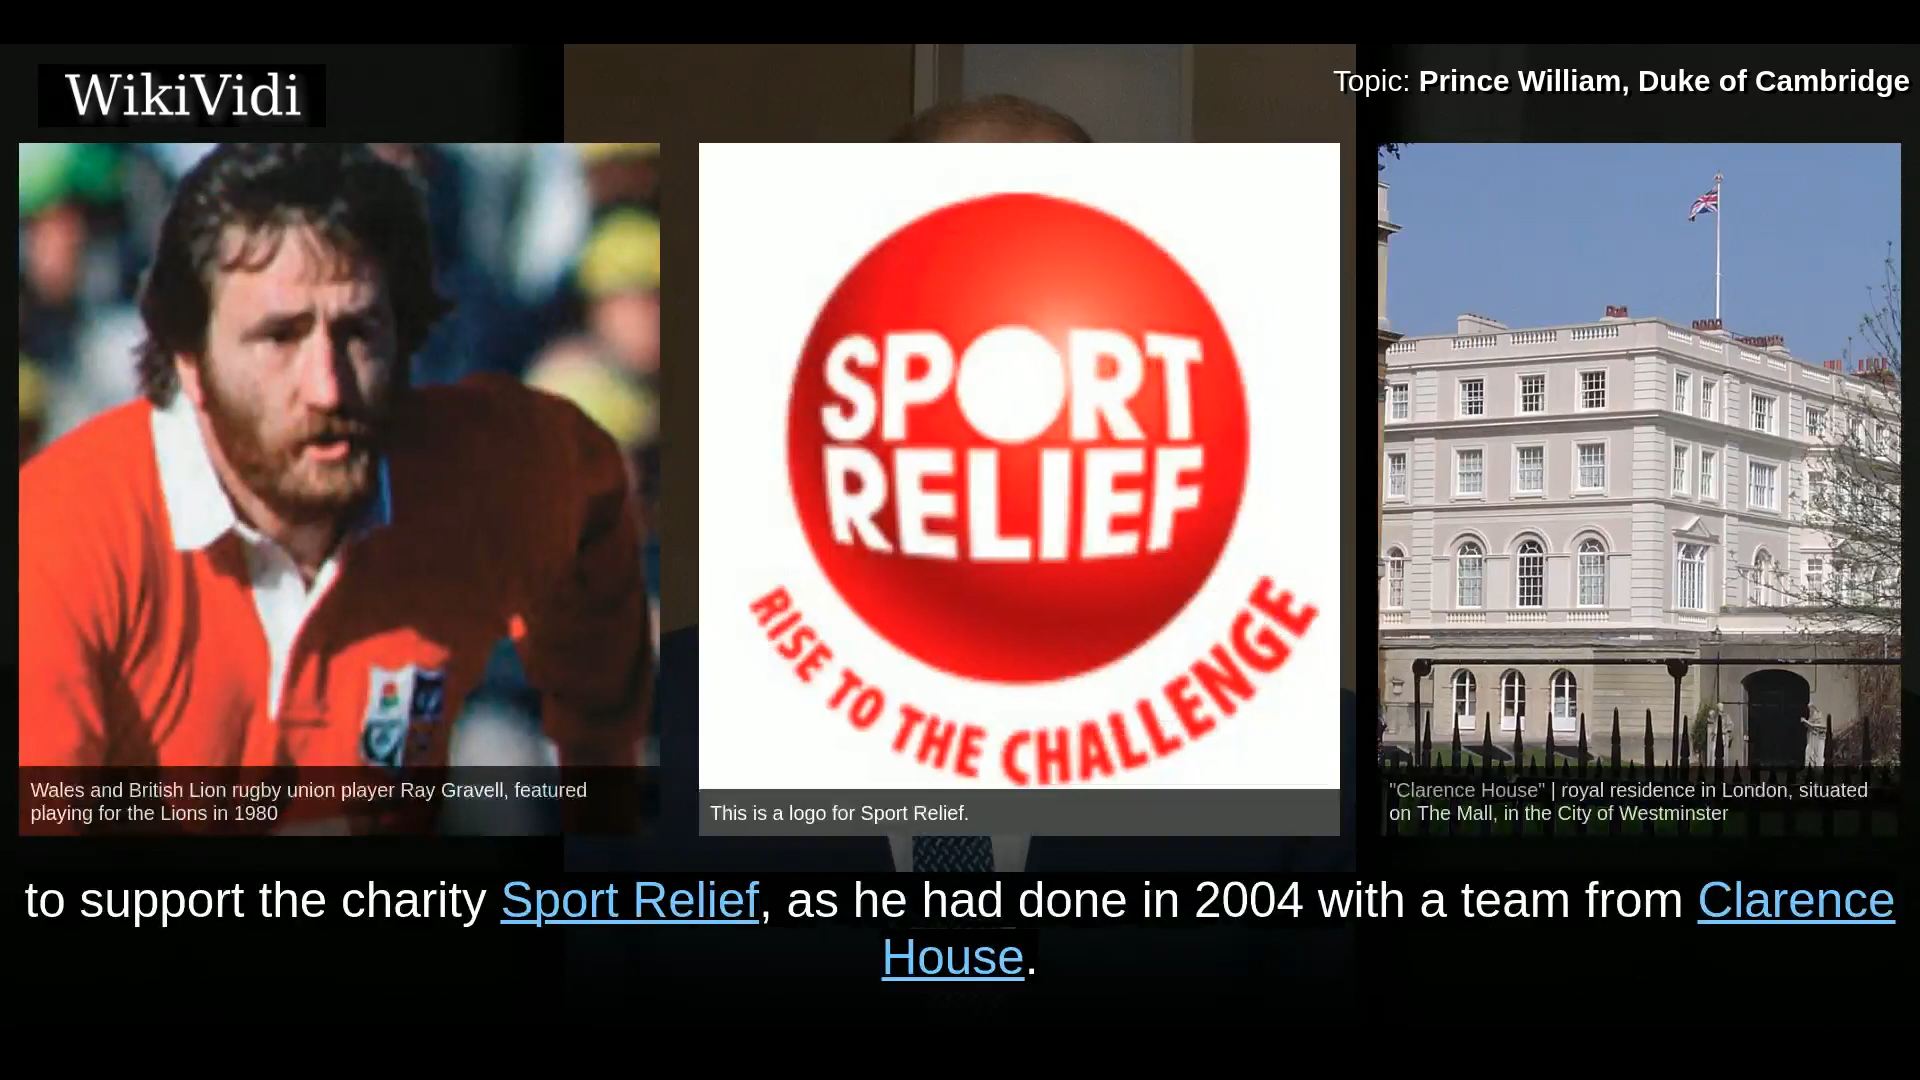 WikiVidi
Topic: Prince William, Duke of Cambridge
SPORT
RELIEF
RISE TO THE CHALLENGE
Wales and British Lion rugby union player Ray Gravell, featured
playing for the Lions in 1980
This is a logo for Sport Relief.
"Clarence House" | royal residence in London, situated
on The Mall, in the City of Westminster
to support the charity Sport Relief, as he had done in 2004 with a team from Clarence
House.